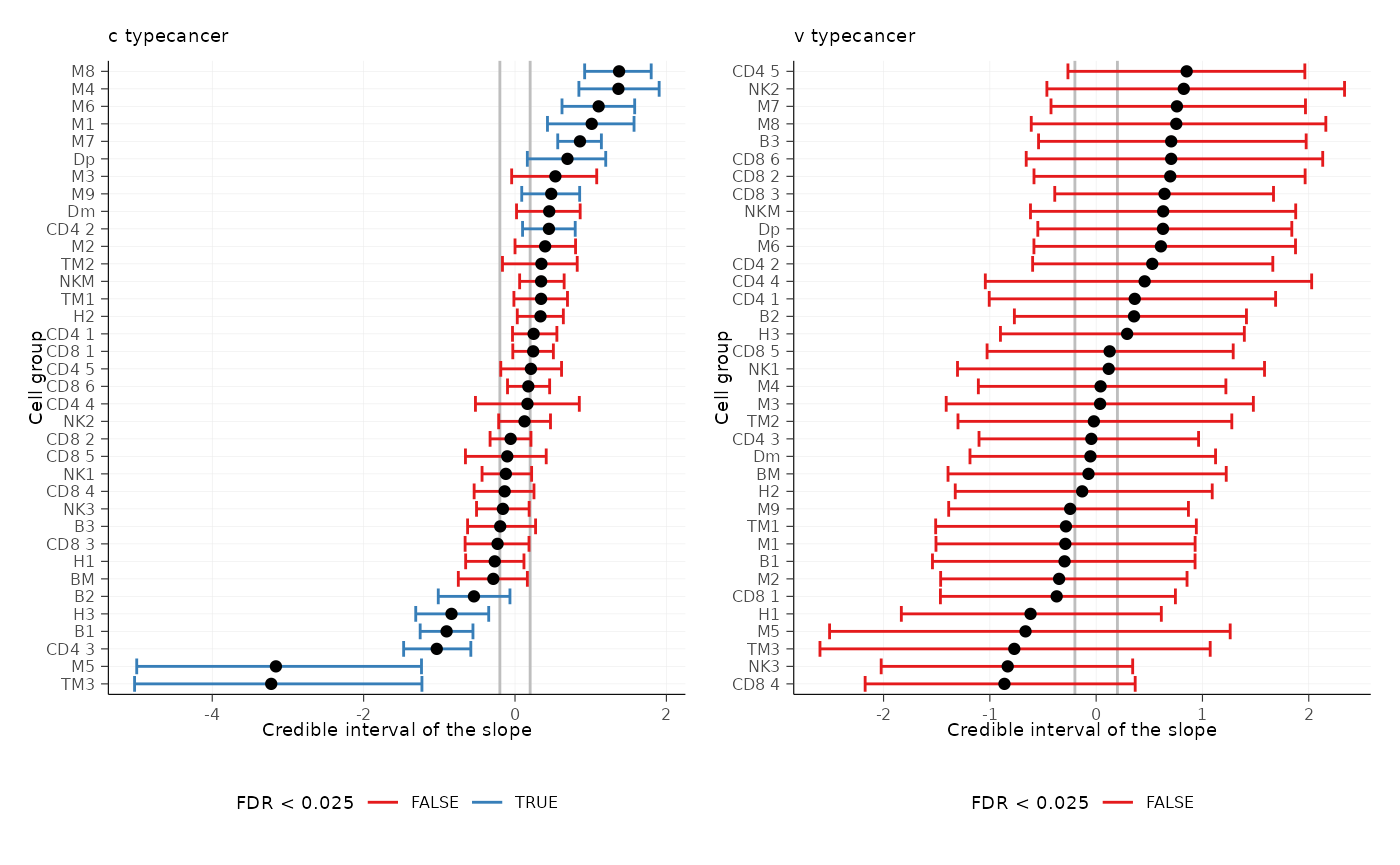 c typecancer
M8
M4
M6
M1
M7
Dp
M3
M9
Dm
CD4 2
M2
TM2
NKM
TM1
H2
CD4 1
CD8 1
CD4 5
CD8 6
CD4 4
NK2
CD8 2
CD8 5
NK1
CD8 4
NK3
B3
CD8 3
H1
BM
B2
H3
B1
CD4 3
M5
TM3
Cell group
-4 -2 0 2
Credible interval of the slope
FDR < 0.025 FALSE TRUE
v typecancer
CD4 5
NK2
M7
M8
B3
CD8 6
CD8 2
CD8 3
NKM
Dp
M6
CD4 2
CD4 4
CD4 1
B2
H3
CD8 5
NK1
M4
M3
TM2
CD4 3
Dm
BM
H2
M9
TM1
M1
B1
M2
CD8 1
H1
M5
TM3
NK3
CD8 4
Cell group
-2 -1 0 1 2
Credible interval of the slope
FDR < 0.025 FALSE